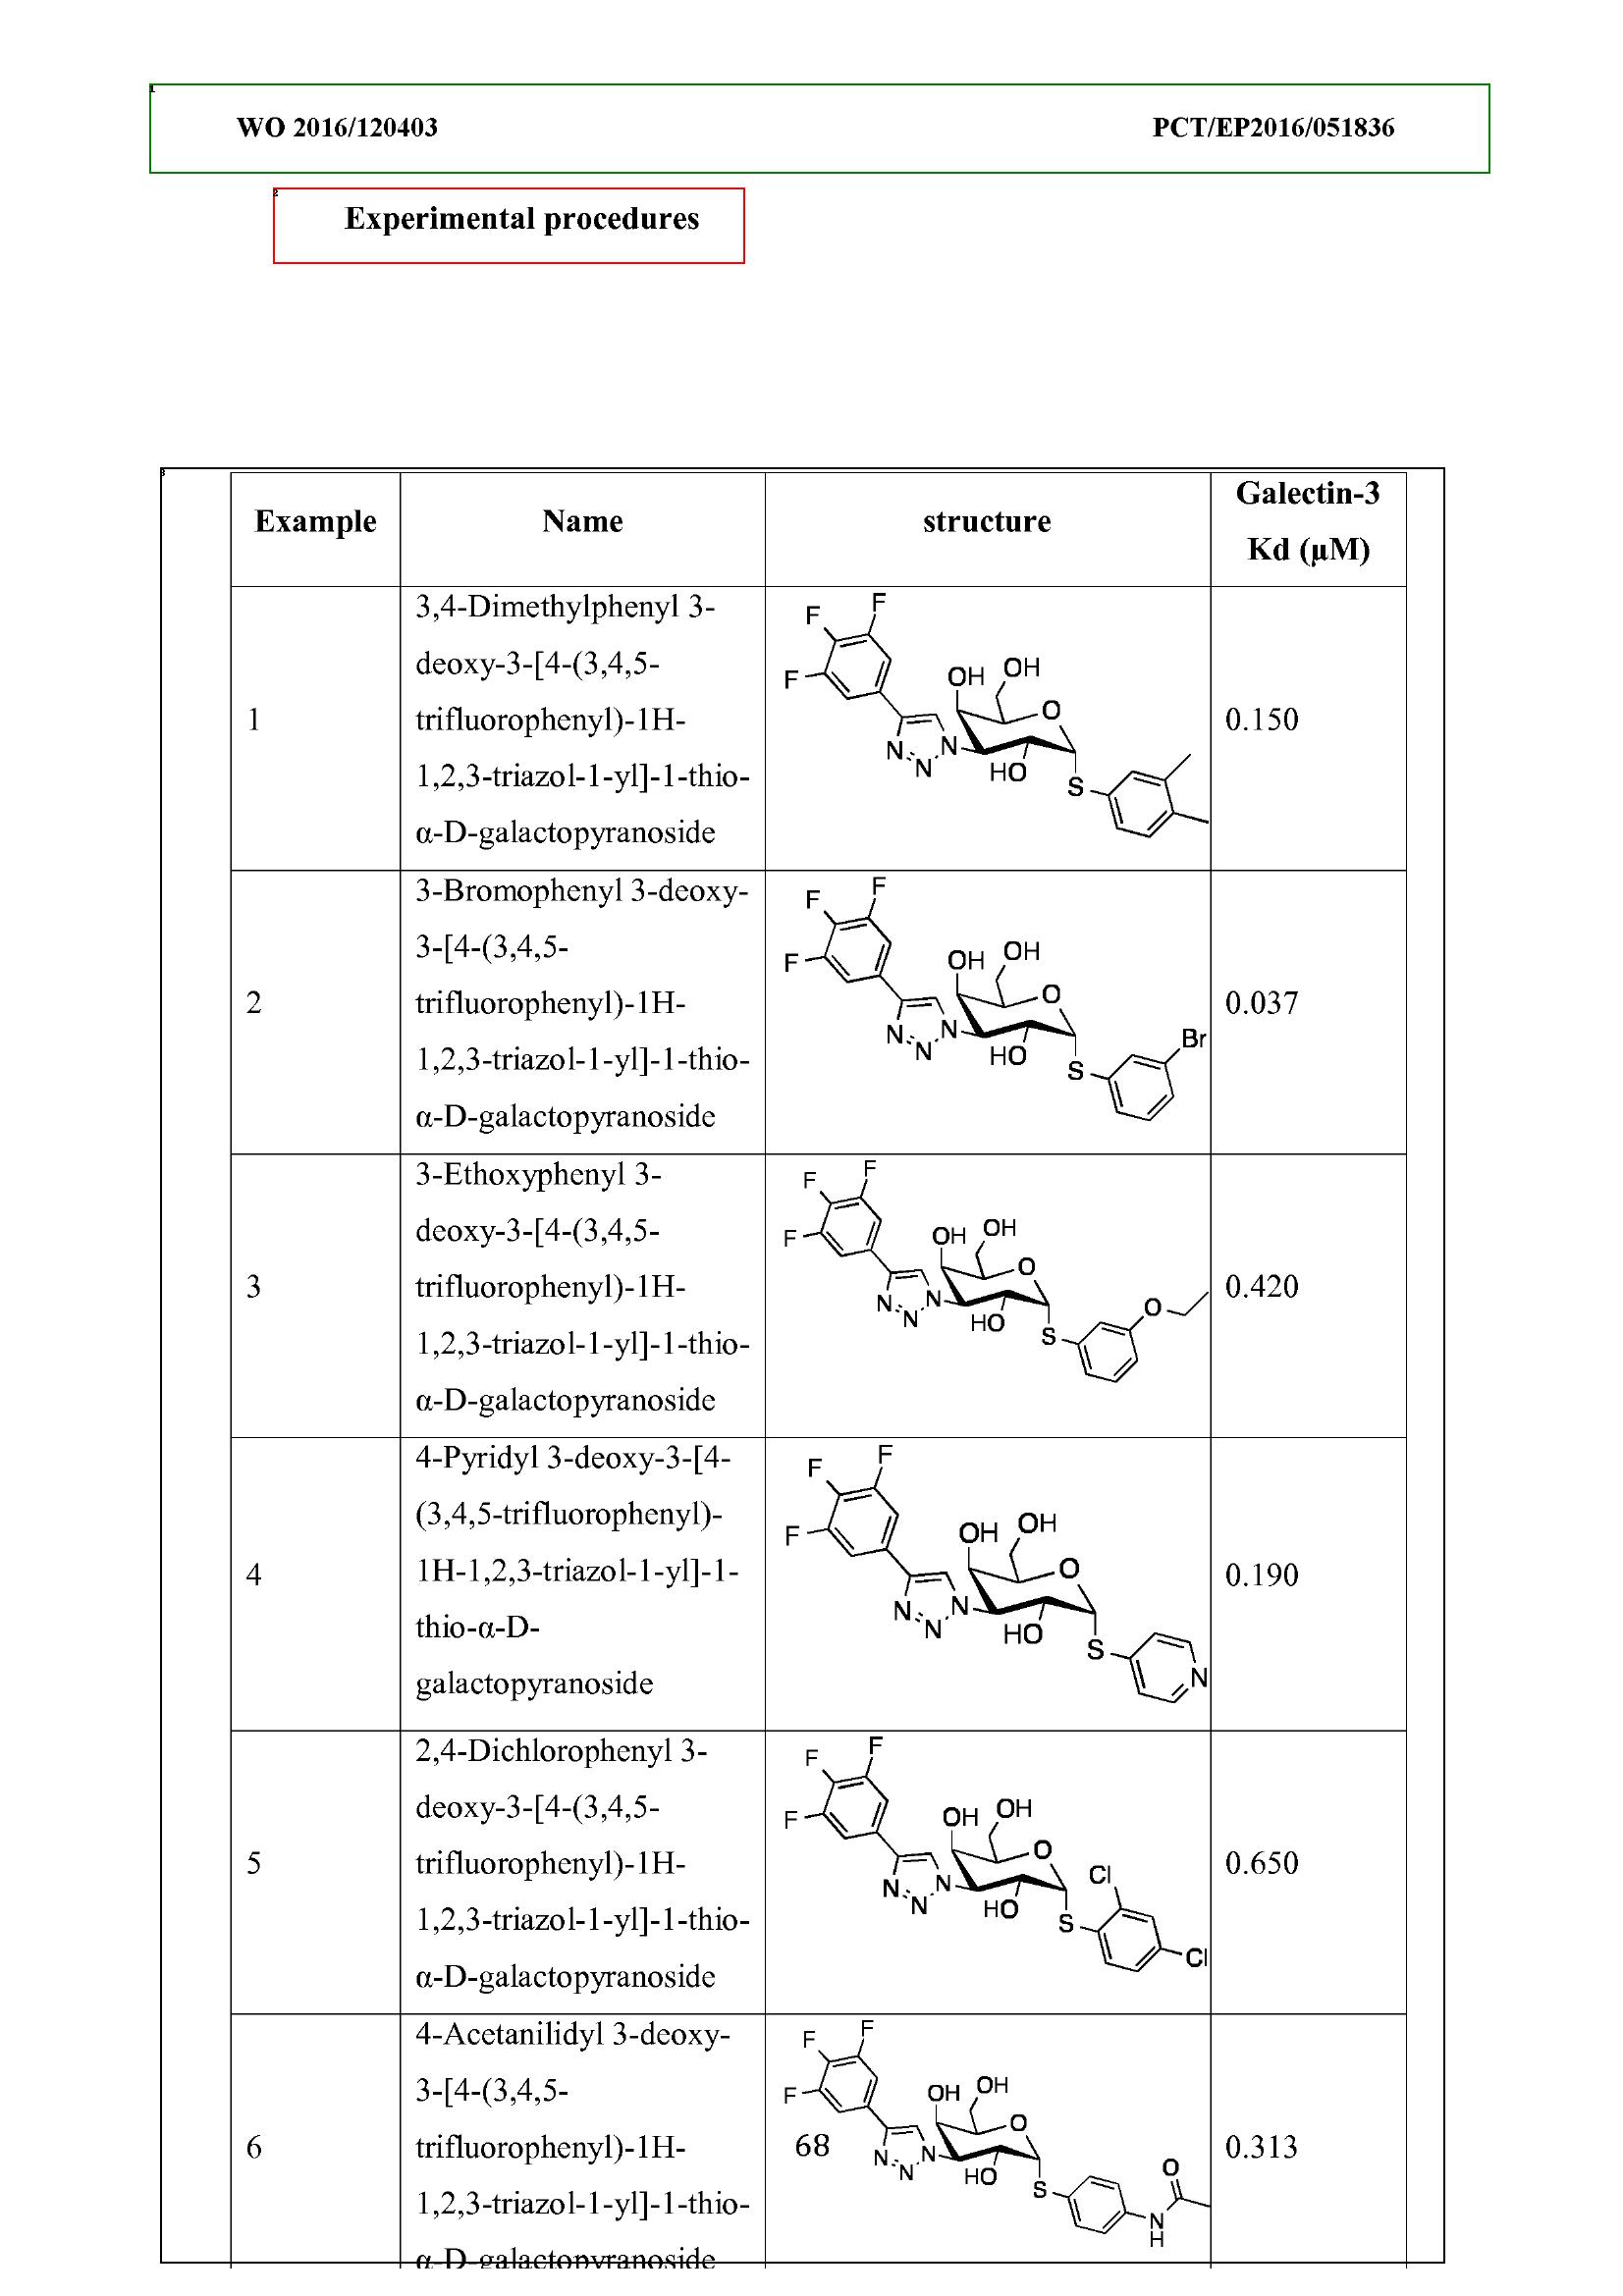 WO 2016/120403 PCT/EP2016/051836
Experimental procedures
Example Name structure Galectin-3
Kd (μM)
1
3,4-Dimethylphenyl 3-
deoxy-3-[4-(3,4,5-
trifluorophenyl)-1H-
1,2,3-triazol-1-yl]-1-thio-
α-D-galactopyranoside
F F F OH OH O N N N HO S
0.150
2
3-Bromophenyl 3-deoxy-
3-[4-(3,4,5-
trifluorophenyl)-1H-
1,2,3-triazol-1-yl]-1-thio-
α-D-galactopyranoside
F F F OH OH O N N N HO S Br
0.037
3
3-Ethoxyphenyl 3-
deoxy-3-[4-(3,4,5-
trifluorophenyl)-1H-
1,2,3-triazol-1-yl]-1-thio-
α-D-galactopyranoside
F F F OH OH O N N N HO S O
0.420
4
4-Pyridyl 3-deoxy-3-[4-
(3,4,5-trifluorophenyl)-
1H-1,2,3-triazol-1-yl]-1-
thio-α-D-
galactopyranoside
F F F OH OH O N N N HO S N
0.190
5
2,4-Dichlorophenyl 3-
deoxy-3-[4-(3,4,5-
trifluorophenyl)-1H-
1,2,3-triazol-1-yl]-1-thio-
α-D-galactopyranoside
F F F OH OH O N N N HO S Cl Cl
0.650
6
4-Acetanilidyl 3-deoxy-
3-[4-(3,4,5-
trifluorophenyl)-1H-
1,2,3-triazol-1-yl]-1-thio-
α-D-galactopyranoside
F F F OH OH O N N N HO S O N H
0.313
68